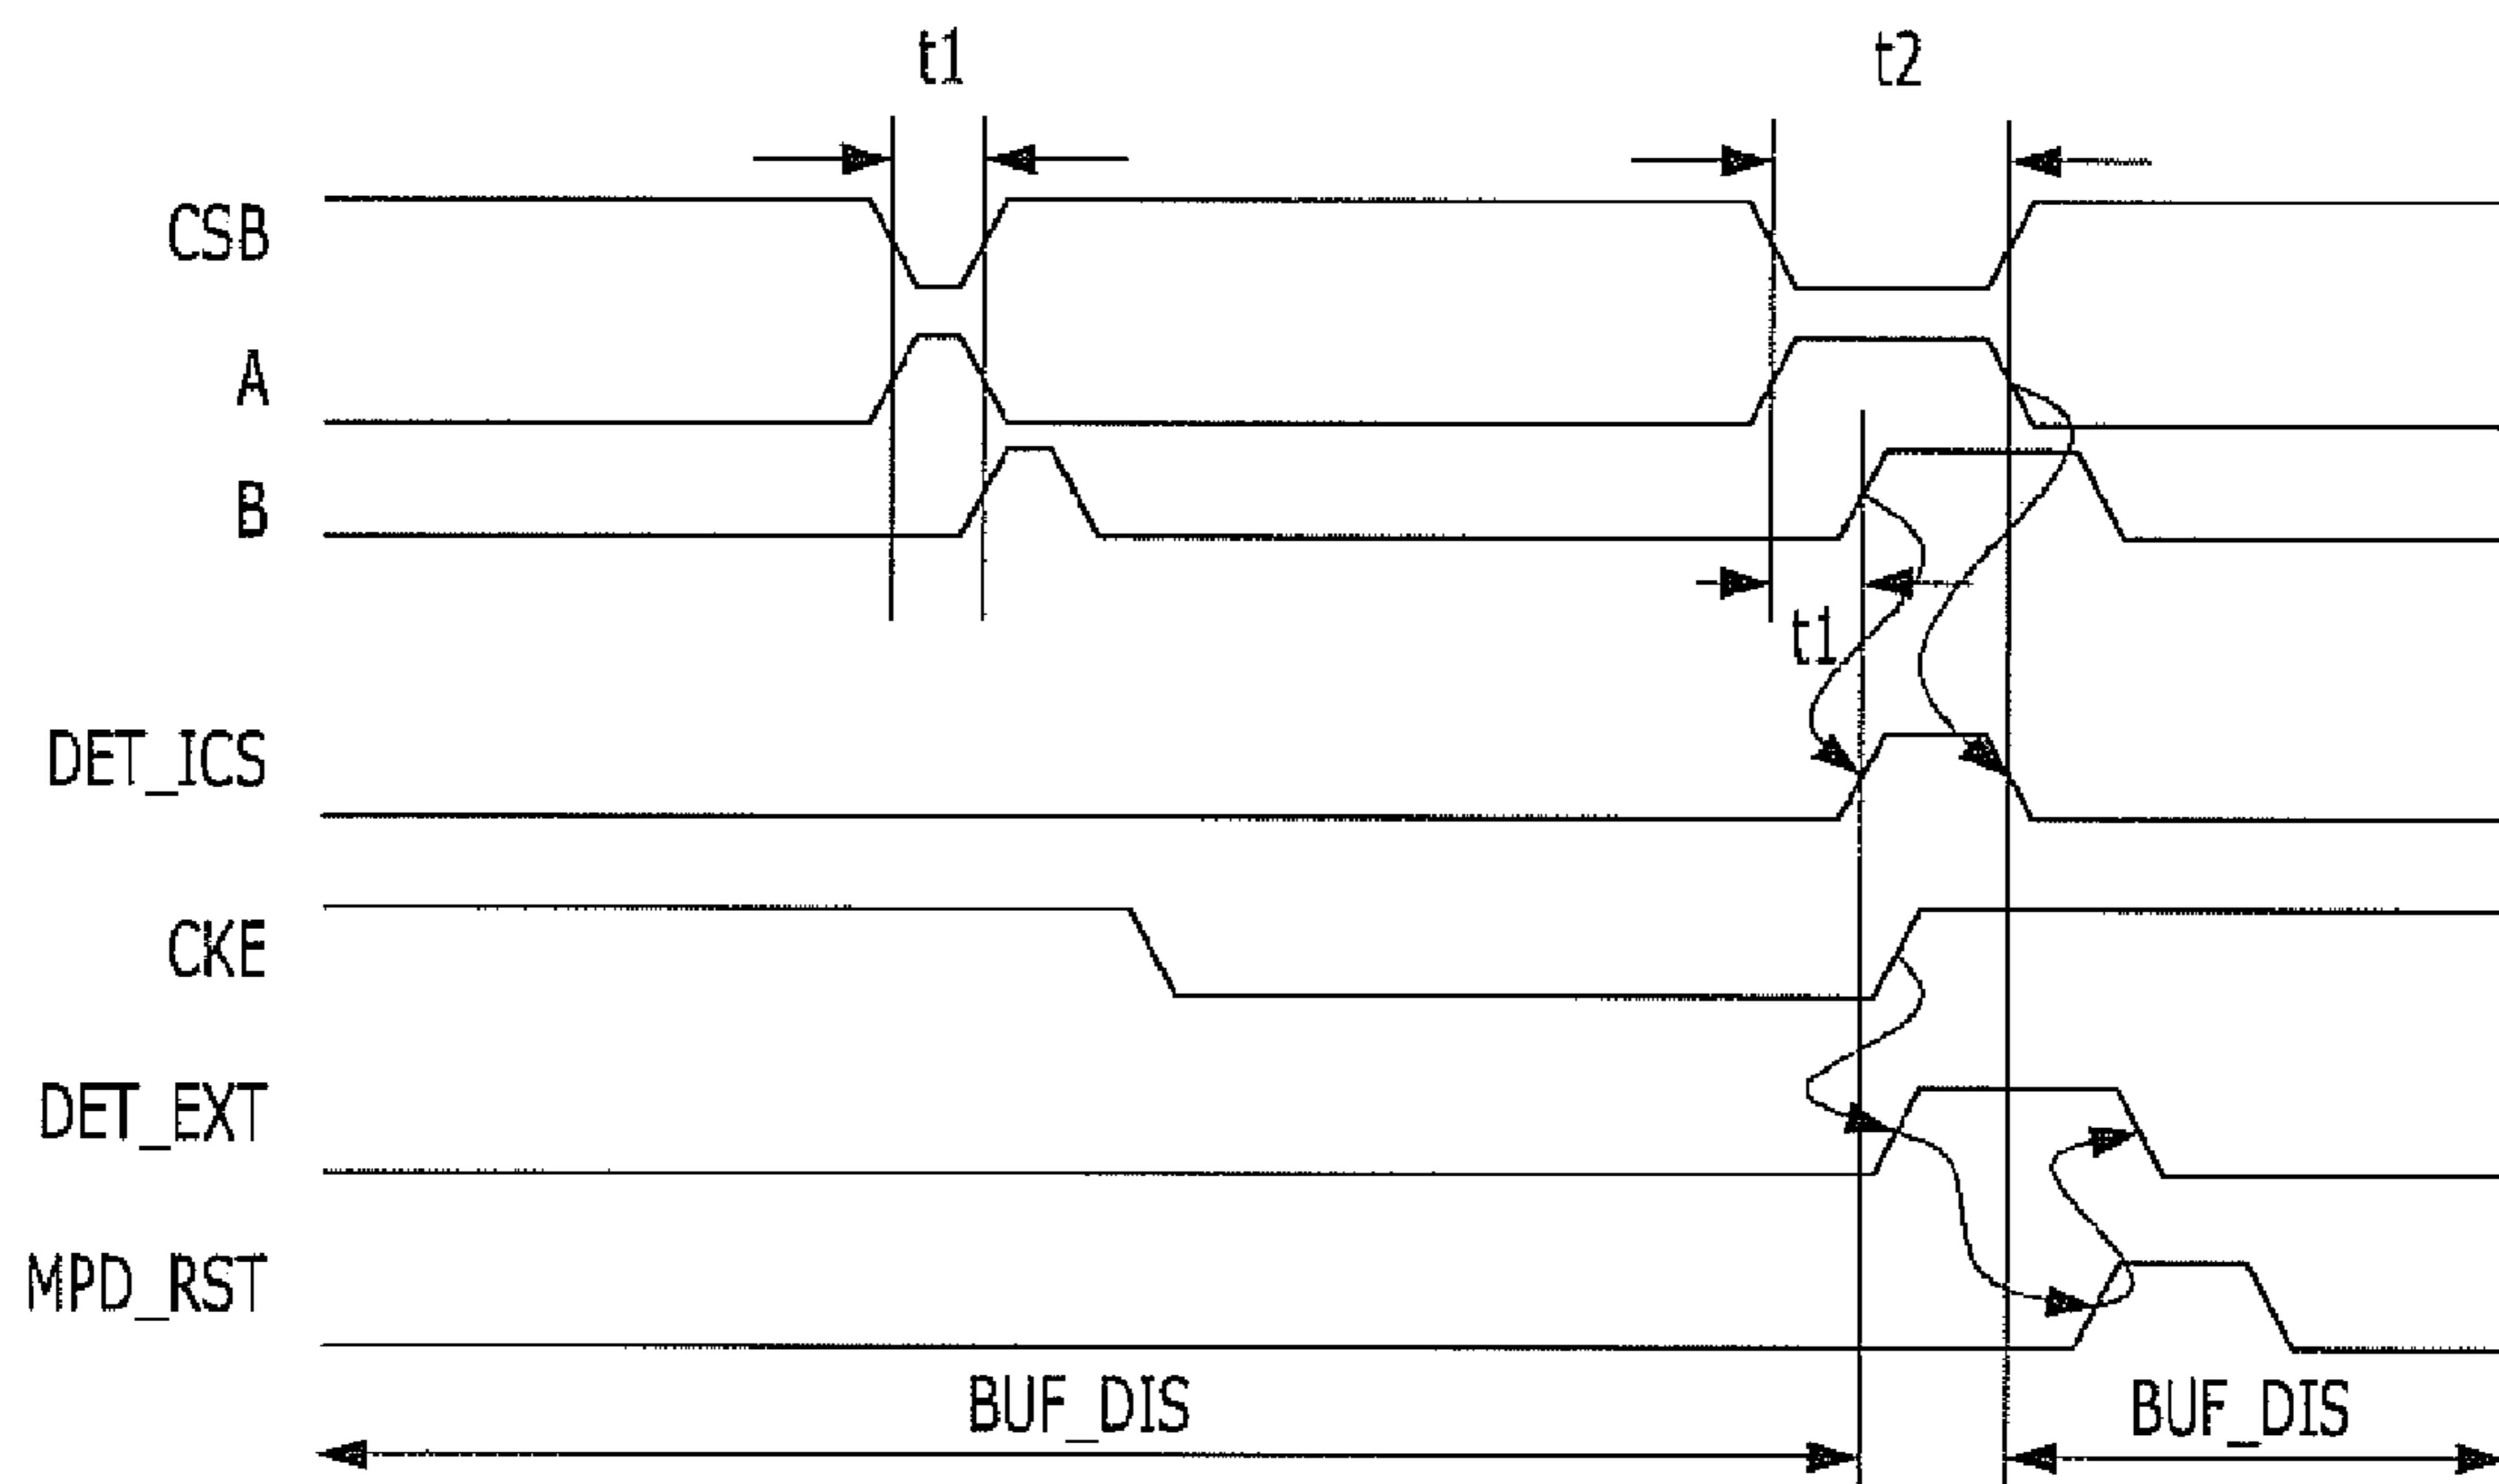 t1 t2
CSB
A
B
t1
DET_ICS
CKE
DET_EXT
MPD_RST
BUF_DIS BUF_DIS